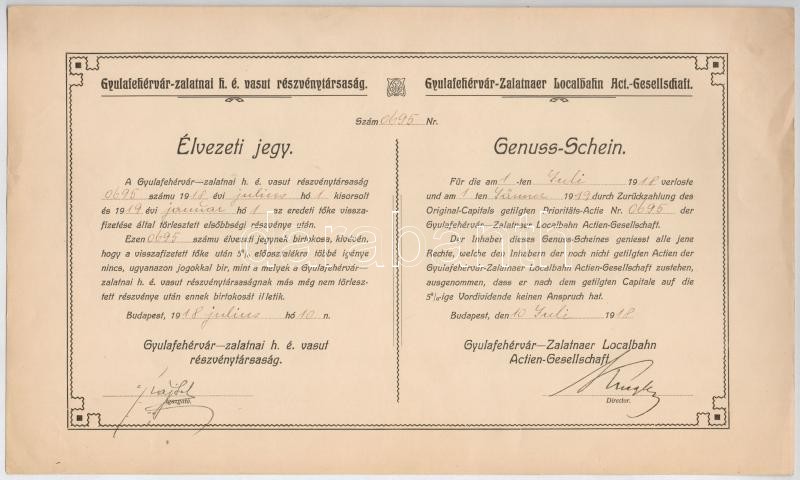 Gyulafehérvár-zalatnai h. é. vasut részvénytársaság.
Gyulafehérvár-Zalatnaer Localbahn Act.-Gesellschaft.
Szám 0695 Nr.
Élvezeti jegy.
A Gyulafehérvár—zalatnai h. é. vasut részvénytársaság
0695 számu 1918 évi julius hó 1 kisorsolt
és 1919 évi januar hó 1 az eredeti tőke vissza-
fizetése által törlesztett elsőbbségi részvénye után.
Ezen 0695 számu élvezeti jegynek birtokosa, kivévén,
hogy a visszafizetett tőke után 5% előosztalékra többé igénye
nincs, ugyanazon jogokkal bir, mint a melyek a Gyulafehérvár-
zalatnai h. é. vasut részvénytársaságnak más még nem törlesz-
tett részvénye után ennek birtokosát illetik.
Budapest, 1918 julius hó 10 n.
Gyulafehérvár—zalatnai h. é. vasut
részvénytársaság.
igazgató.
Genuss-Schein.
Für die am 1 -ten Juli 1918 verloste
und am 1 ten Jänner 1919 durch Zurückzahlung des
Original-Capitals getilgten Prioritäts-Actie Nr. 0695 der
Gyulafehérvár—Zalatnaer Localbahn Actien-Gesellschaft.
Der Inhaber dieses Genuss-Scheines geniesst alle jene
Rechte, welche den Inhabern der noch nicht getilgten Actien der
Gyulafehérvár-Zalatnaer Localbahn Actien-Gesellschaft zustehen,
ausgenommen, dass er nach dem getilgten Capitale auf die
5%-ige Vordividende keinen Anspruch hat.
Budapest, den 10 Juli 1918.
Gyulafehérvár—Zalatnaer Localbahn
Actien-Gesellschaft
Director.
darabanth.com